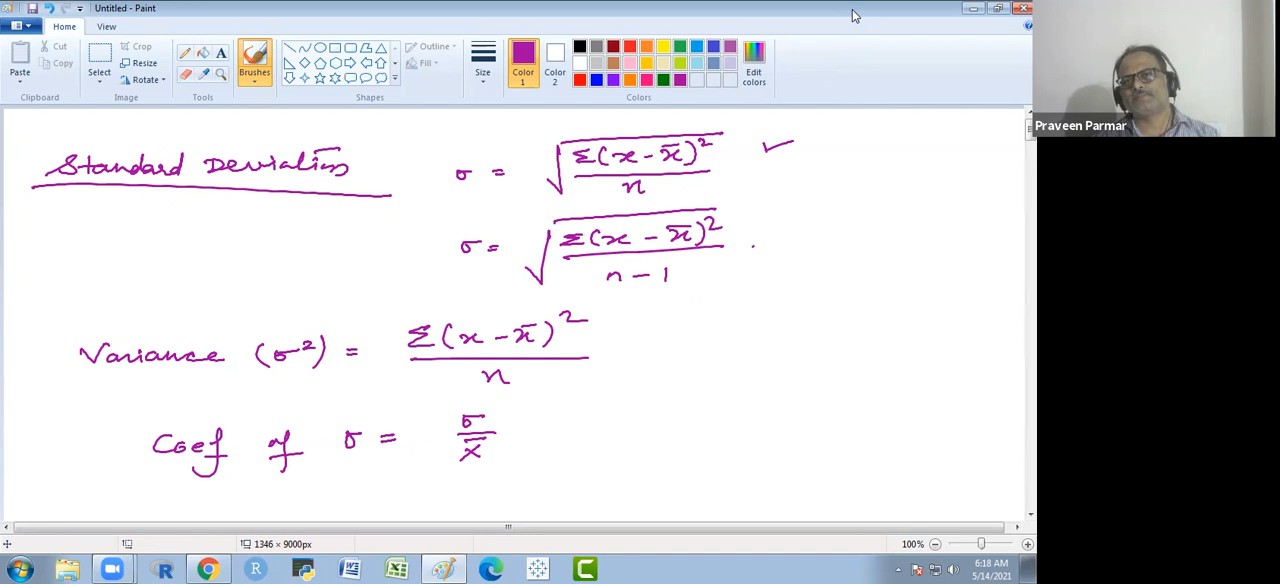 Untitled - Paint
Home View
Paste
Cut
Copy
Clipboard
Select
Crop
Resize
Rotate
Image
A
Tools
Brushes
Outline
Fill
Shapes
Size
Color 1
Color 2
Edit colors
Colors
Praveen Parmar
Standard Deviation σ = √(Σ(x - x̄)² / n) ✓
σ = √(Σ(x - x̄)² / n - 1) .
Variance (σ²) = Σ(x - x̄)² / n
Coef of σ = σ / x̄
1346 × 9000px
100%
6:18 AM
5/14/2021